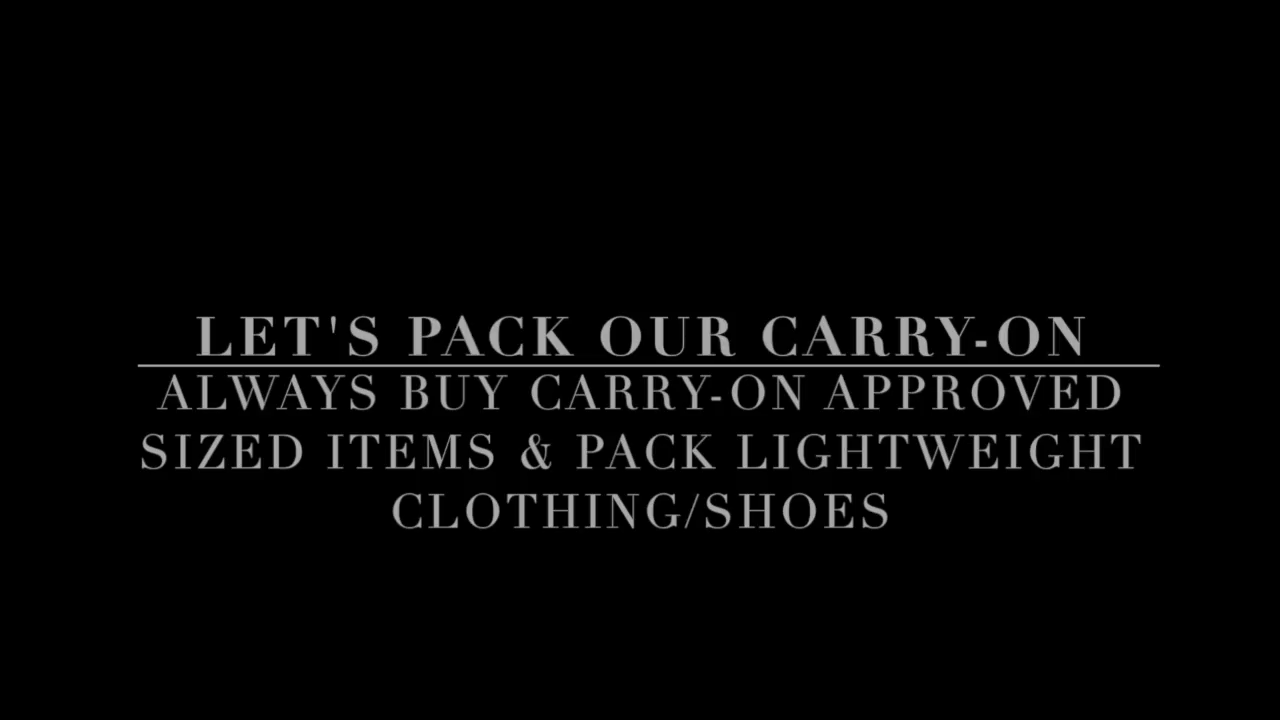 LET'S PACK OUR CARRY-ON
ALWAYS BUY CARRY-ON APPROVED
SIZED ITEMS & PACK LIGHTWEIGHT
CLOTHING/SHOES